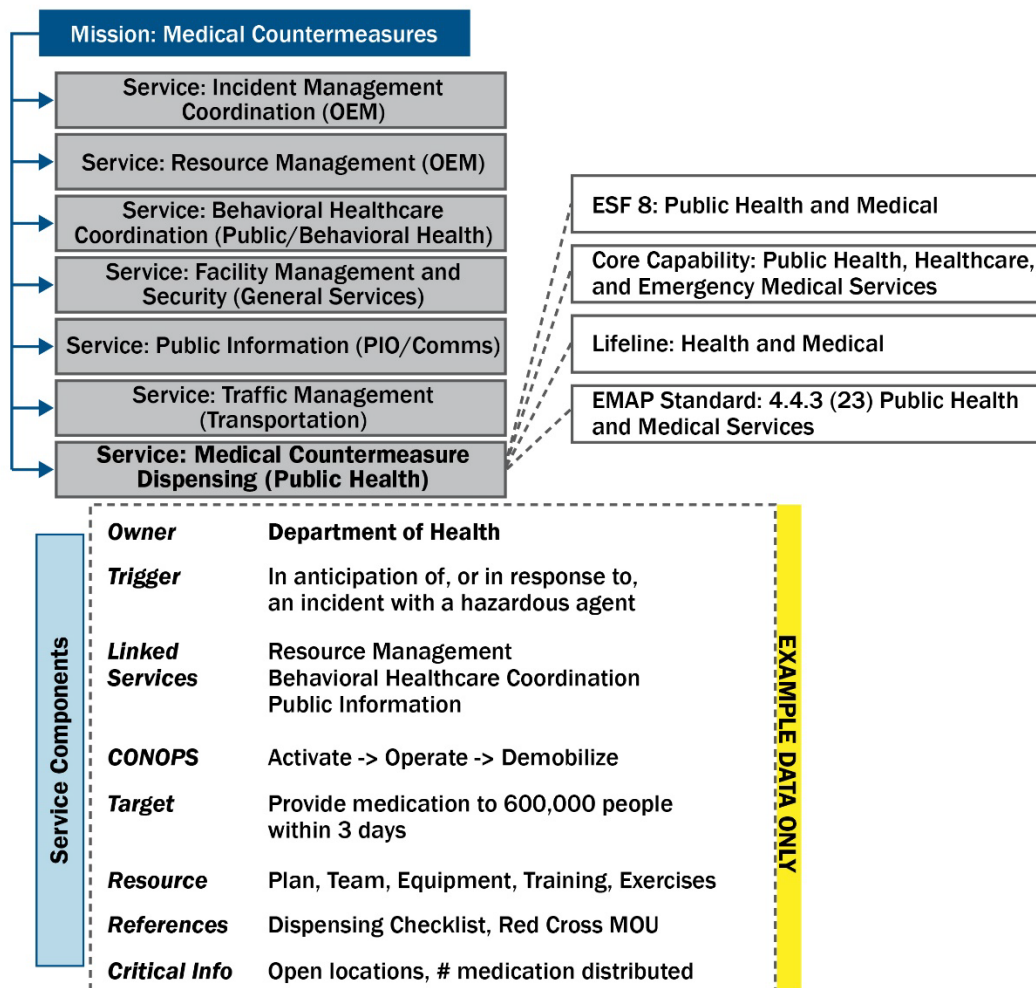 Mission: Medical Countermeasures
Service: Incident Management
Coordination (OEM)
Service: Resource Management (OEM)
Service: Behavioral Healthcare
Coordination (Public/Behavioral Health)
Service: Facility Management and
Security (General Services)
Service: Public Information (PIO/Comms)
Service: Traffic Management
(Transportation)
Service: Medical Countermeasure
Dispensing (Public Health)
ESF 8: Public Health and Medical
Core Capability: Public Health, Healthcare,
and Emergency Medical Services
Lifeline: Health and Medical
EMAP Standard: 4.4.3 (23) Public Health
and Medical Services
Service Components
Owner Department of Health
Trigger In anticipation of, or in response to,
an incident with a hazardous agent
Linked Resource Management
Services Behavioral Healthcare Coordination
Public Information
CONOPS Activate -> Operate -> Demobilize
Target Provide medication to 600,000 people
within 3 days
Resource Plan, Team, Equipment, Training, Exercises
References Dispensing Checklist, Red Cross MOU
Critical Info Open locations, # medication distributed
EXAMPLE DATA ONLY